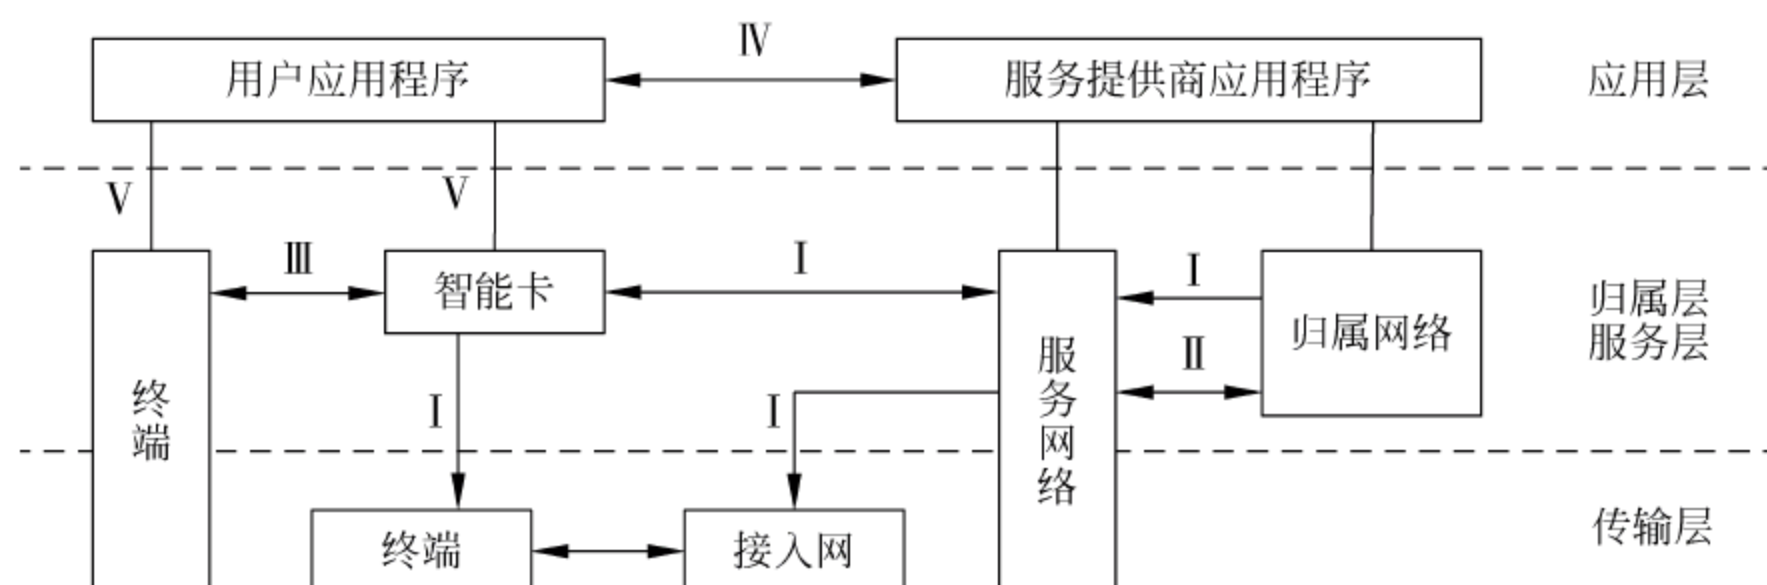 Ⅳ
用户应用程序
服务提供商应用程序
应用层
Ⅴ
Ⅴ
Ⅲ
智能卡
Ⅰ
Ⅰ
归属网络
归属层
服务层
Ⅱ
终端
Ⅰ
Ⅰ
服务网络
终端
接入网
传输层